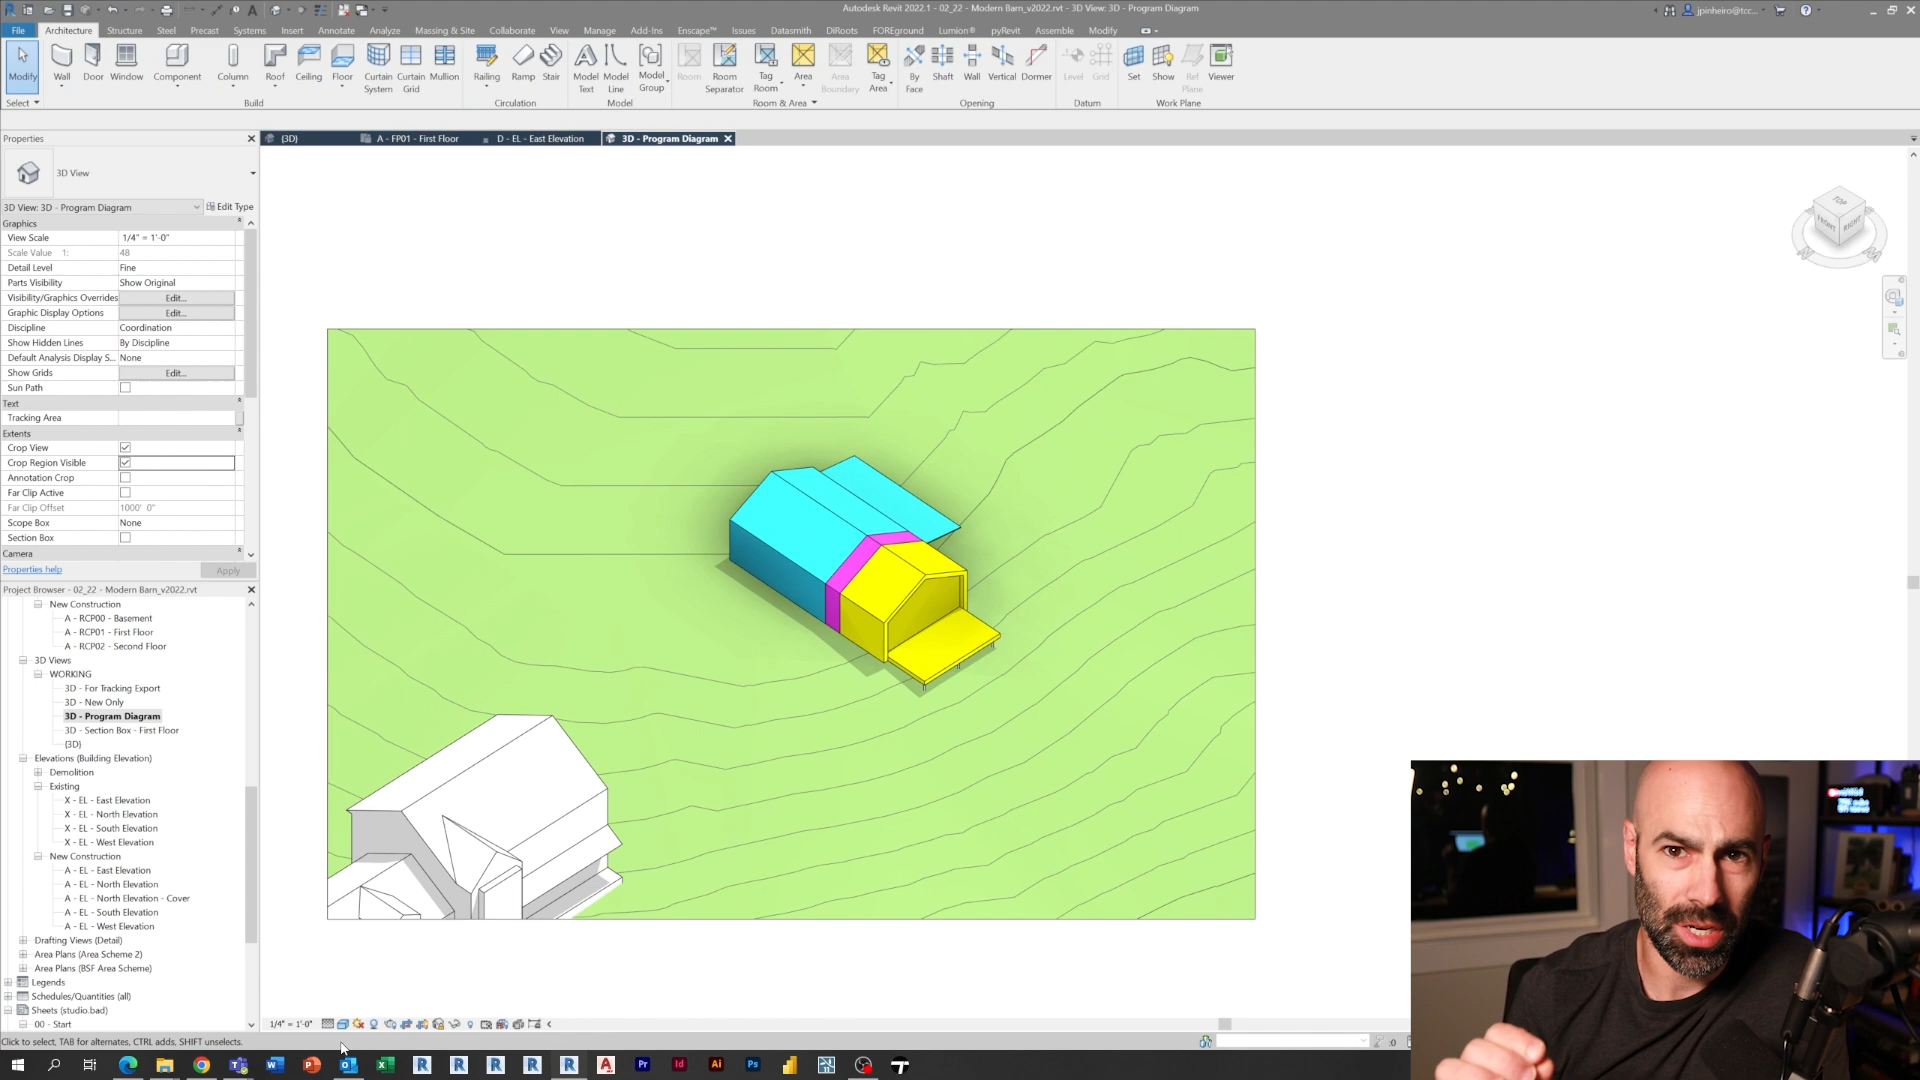 Autodesk Revit 2022.1 - 02_22 - Modern Barn_v2022.rvt - 3D View: 3D - Program Diagram
jpinheiro@tcc...
File Architecture Structure Steel Precast Systems Insert Annotate Analyze Massing & Site Collaborate View Manage Add-Ins Enscape™ Issues Datasmith DiRoots FOREground Lumion® pyRevit Assemble Modify
Modify Wall Door Window Component Column Roof Ceiling Floor Curtain System Curtain Grid Mullion Railing Ramp Stair Model Text Model Line Model Group Room Room Separator Tag Room Area Area Boundary Tag Area By Face Shaft Wall Vertical Dormer Level Grid Set Show Ref Plane Viewer
Select Build Circulation Model Room & Area Opening Datum Work Plane
Properties
{3D} A - FP01 - First Floor D - EL - East Elevation 3D - Program Diagram
3D View
3D View: 3D - Program Diagram Edit Type
Graphics
View Scale 1/4" = 1'-0"
Scale Value 1: 48
Detail Level Fine
Parts Visibility Show Original
Visibility/Graphics Overrides Edit...
Graphic Display Options Edit...
Discipline Coordination
Show Hidden Lines By Discipline
Default Analysis Display S... None
Show Grids Edit...
Sun Path
Text
Tracking Area
Extents
Crop View
Crop Region Visible
Annotation Crop
Far Clip Active
Far Clip Offset 1000' 0"
Scope Box None
Section Box
Camera
Properties help Apply
Project Browser - 02_22 - Modern Barn_v2022.rvt
New Construction
A - RCP00 - Basement
A - RCP01 - First Floor
A - RCP02 - Second Floor
3D Views
WORKING
3D - For Tracking Export
3D - New Only
3D - Program Diagram
3D - Section Box - First Floor
{3D}
Elevations (Building Elevation)
Demolition
Existing
X - EL - East Elevation
X - EL - North Elevation
X - EL - South Elevation
X - EL - West Elevation
New Construction
A - EL - East Elevation
A - EL - North Elevation
A - EL - North Elevation - Cover
A - EL - South Elevation
A - EL - West Elevation
Drafting Views (Detail)
Area Plans (Area Scheme 2)
Area Plans (BSF Area Scheme)
Legends
Schedules/Quantities (all)
Sheets (studio.bad)
00 - Start
TOP
FRONT
RIGHT
1/4" = 1'-0"
Click to select, TAB for alternates, CTRL adds, SHIFT unselects.
:0